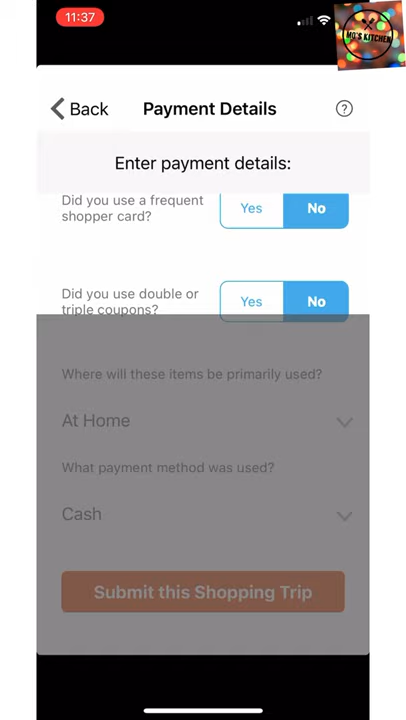 11:37
MO'S KITCHEN
Back
Payment Details
?
Enter payment details:
Did you use a frequent
shopper card?
Yes
No
Did you use double or
triple coupons?
Yes
No
Where will these items be primarily used?
At Home
What payment method was used?
Cash
Submit this Shopping Trip